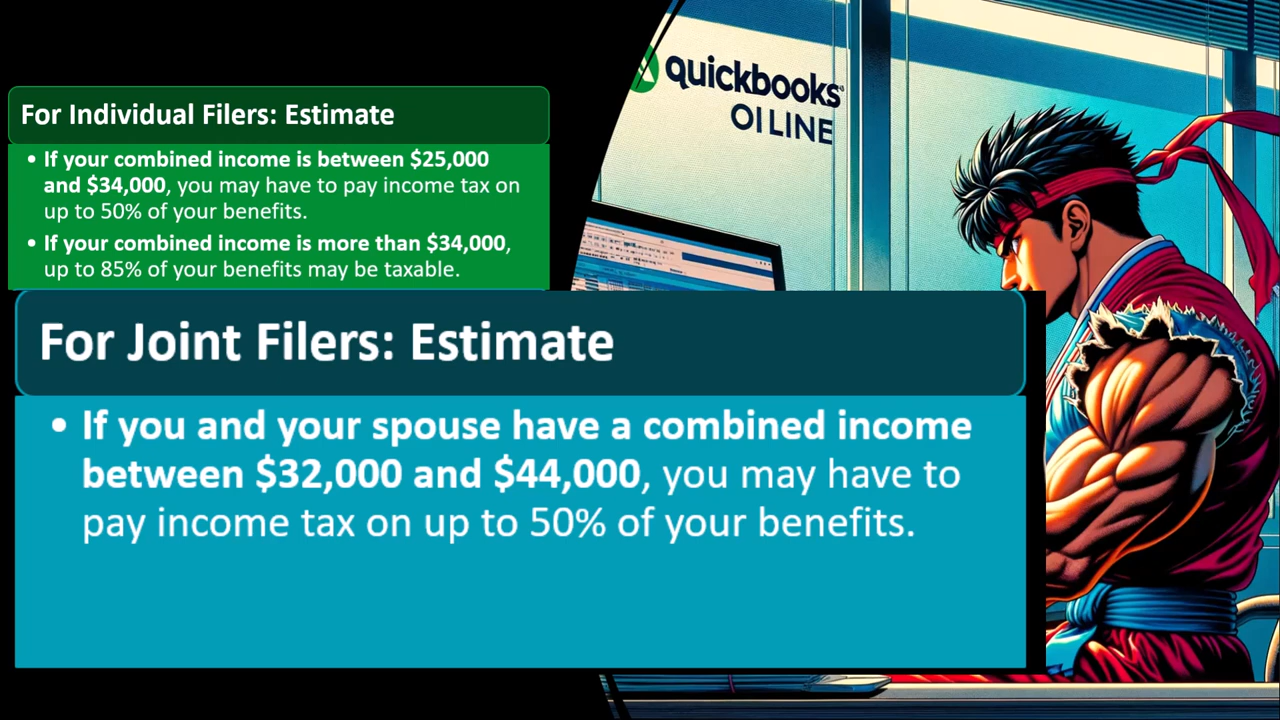 quickbooks
OI LINE
For Individual Filers: Estimate
• If your combined income is between $25,000
and $34,000, you may have to pay income tax on
up to 50% of your benefits.
• If your combined income is more than $34,000,
up to 85% of your benefits may be taxable.
For Joint Filers: Estimate
• If you and your spouse have a combined income
between $32,000 and $44,000, you may have to
pay income tax on up to 50% of your benefits.